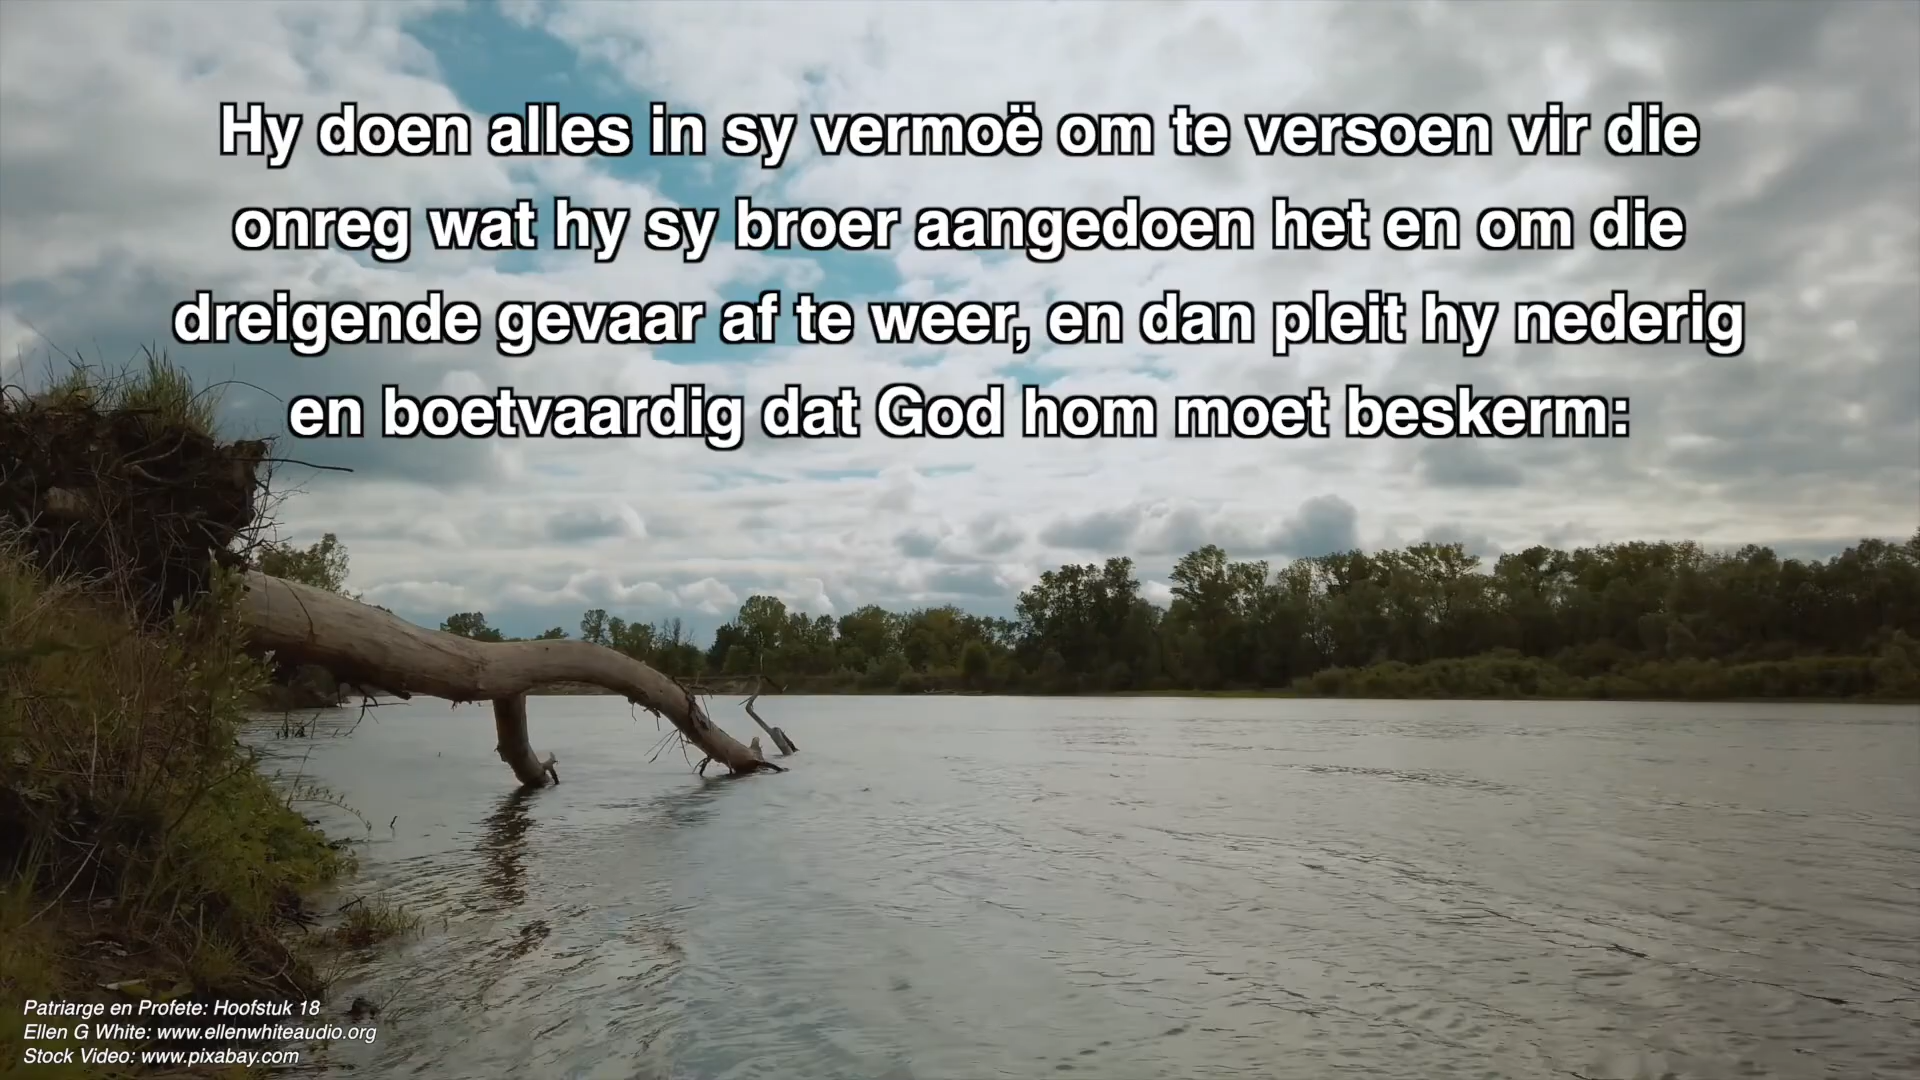 Hy doen alles in sy vermoë om te versoen vir die
onreg wat hy sy broer aangedoen het en om die
dreigende gevaar af te weer, en dan pleit hy nederig
en boetvaardig dat God hom moet beskerm:
Patriarge en Profete: Hoofstuk 18
Ellen G White: www.ellenwhiteaudio.org
Stock Video: www.pixabay.com